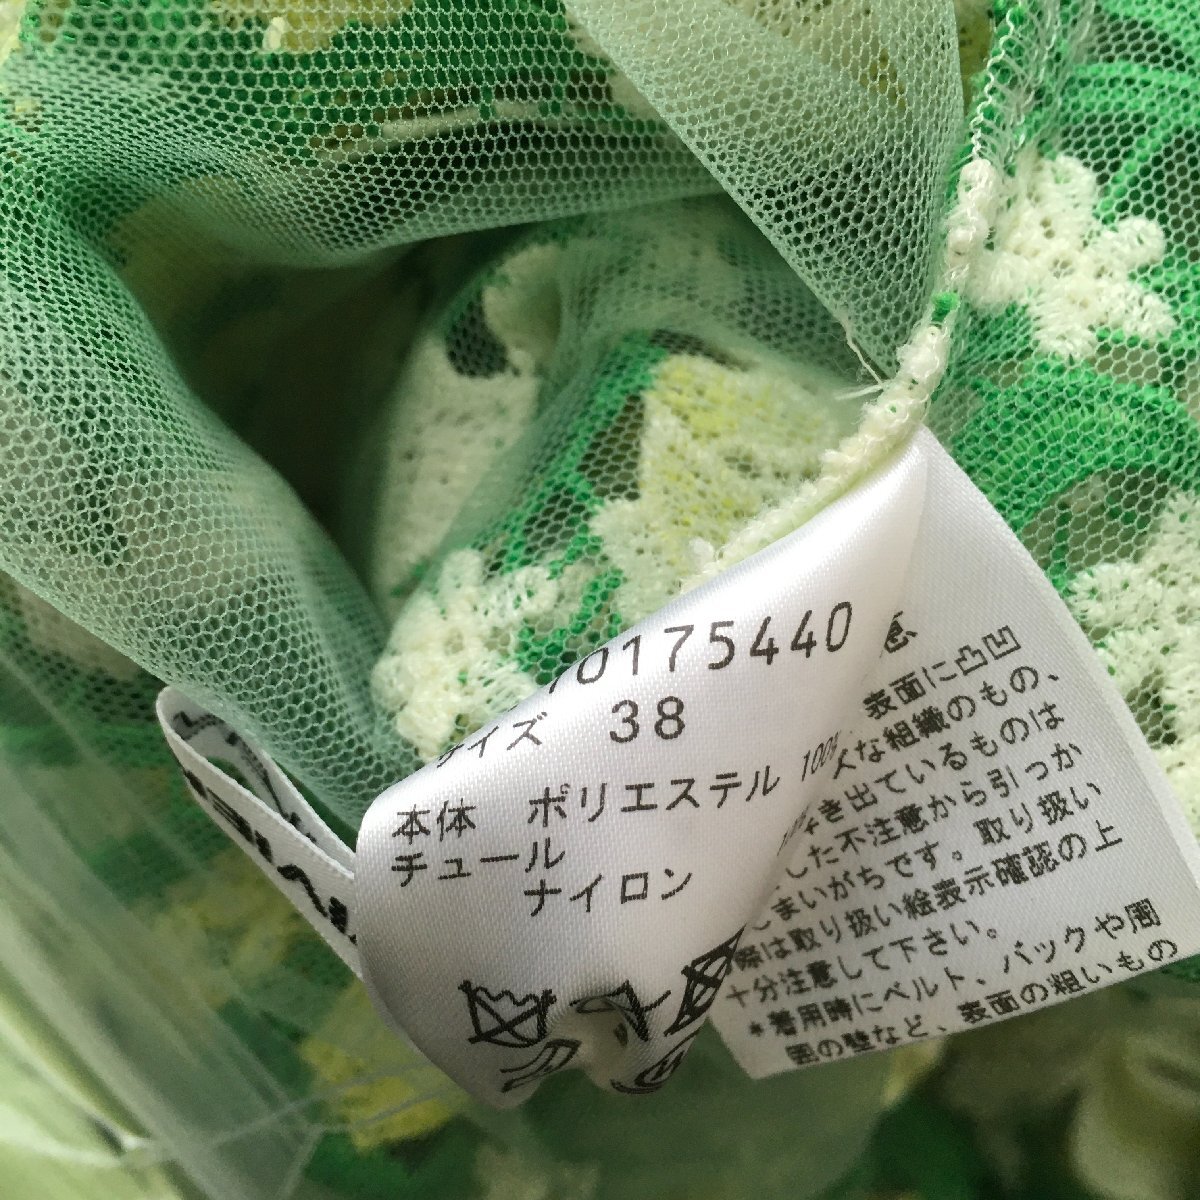 70175440
サイズ 38
本体 ポリエステル 100%
チュール
ナイロン
表面に凸凹
な組織のもの、
き出ているものは
した不注意から引っか
しまいがちです。取り扱い
際は取り扱い絵表示確認の上
十分注意して下さい。
*着用時にベルト、バックや周
囲の壁など、表面の粗いもの